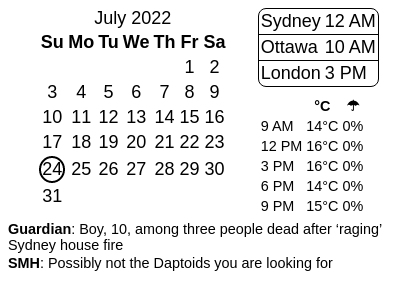 July 2022
Su Mo Tu We Th Fr Sa
1 2
3 4 5 6 7 8 9
10 11 12 13 14 15 16
17 18 19 20 21 22 23
24 25 26 27 28 29 30
31
Sydney 12 AM
Ottawa 10 AM
London 3 PM
°C ☂
9 AM 14°C 0%
12 PM 16°C 0%
3 PM 16°C 0%
6 PM 14°C 0%
9 PM 15°C 0%
Guardian: Boy, 10, among three people dead after ‘raging’
Sydney house fire
SMH: Possibly not the Daptoids you are looking for